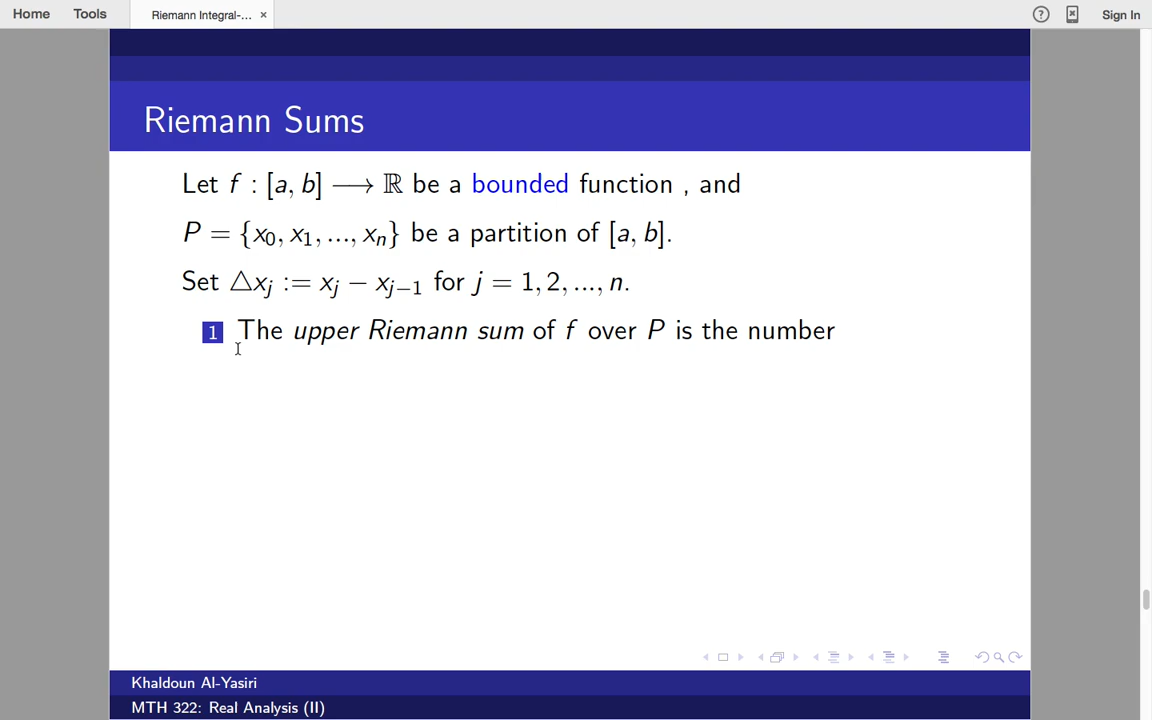 Home Tools Riemann Integral-... × ? Sign In
Riemann Sums
Let f : [a, b] ⟶ ℝ be a bounded function , and
P = {x₀, x₁, ..., xₙ} be a partition of [a, b].
Set △xⱼ := xⱼ − xⱼ₋₁ for j = 1, 2, ..., n.
1 The upper Riemann sum of f over P is the number
Khaldoun Al-Yasiri
MTH 322: Real Analysis (II)